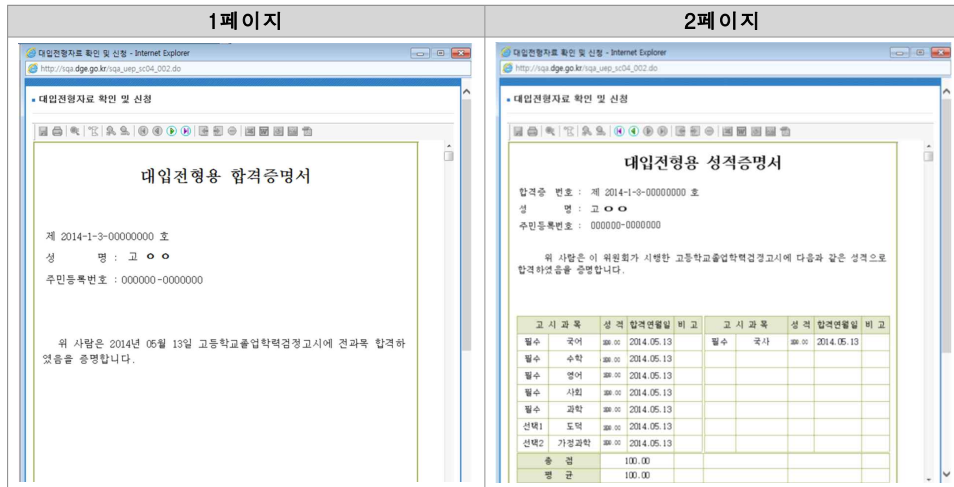 1페이지
2페이지
대입전형자료 확인 및 신청 - Internet Explorer
http://sqa.dge.go.kr/sqa_uep_sc04_002.do
대입전형자료 확인 및 신청
대입전형용 합격증명서
제 2014-1-3-00000000 호
성 명 : 고 ㅇ ㅇ
주민등록번호 : 000000-0000000
위 사람은 2014년 05월 13일 고등학교졸업학력검정고시에 전과목 합격하
였음을 증명합니다.
대입전형자료 확인 및 신청 - Internet Explorer
http://sqa.dge.go.kr/sqa_uep_sc04_002.do
대입전형자료 확인 및 신청
대입전형용 성적증명서
합격증 번호 : 제 2014-1-3-00000000 호
성 명 : 고 ㅇ ㅇ
주민등록번호 : 000000-0000000
위 사람은 이 위원회가 시행한 고등학교졸업학력검정고시에 다음과 같은 성적으로
합격하였음을 증명합니다.
고 시 과 목 성 적 합격연월일 비 고 고 시 과 목 성 적 합격연월일 비 고
필수 국어 100.00 2014.05.13 필수 국사 100.00 2014.05.13
필수 수학 100.00 2014.05.13
필수 영어 100.00 2014.05.13
필수 사회 100.00 2014.05.13
필수 과학 100.00 2014.05.13
선택1 도덕 100.00 2014.05.13
선택2 가정과학 100.00 2014.05.13
총 점 100.00
평 균 100.00